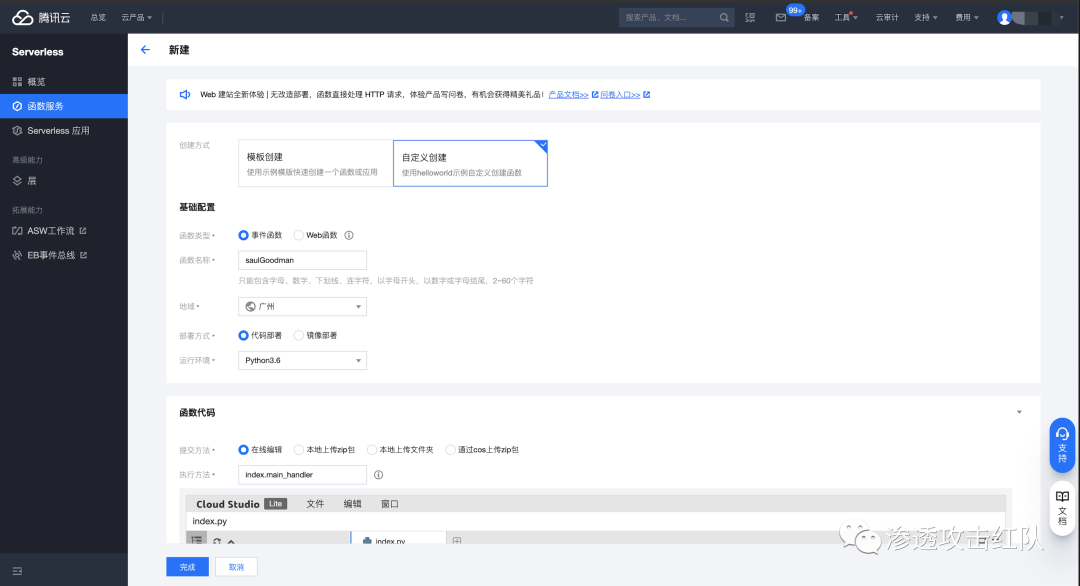 腾讯云 总览 云产品 搜索产品、文档... 99+ 备案 工具 云审计 支持 费用
Serverless
新建
概览
函数服务
Serverless 应用
高级能力
层
拓展能力
ASW工作流
EB事件总线
Web 建站全新体验 | 无改造部署，函数直接处理 HTTP 请求，体验产品写问卷，有机会获得精美礼品! 产品文档>> 问卷入口>>
创建方式
模板创建
使用示例模版快速创建一个函数或应用
自定义创建
使用helloworld示例自定义创建函数
基础配置
函数类型* 事件函数 Web函数
函数名称* saulGoodman
只能包含字母、数字、下划线、连字符，以字母开头，以数字或字母结尾，2~60个字符
地域* 广州
部署方式* 代码部署 镜像部署
运行环境* Python3.6
函数代码
提交方法* 在线编辑 本地上传zip包 本地上传文件夹 通过cos上传zip包
执行方法* index.main_handler
Cloud Studio Lite 文件 编辑 窗口
index.py
index.py
完成 取消
支持
文档
渗透攻击红队